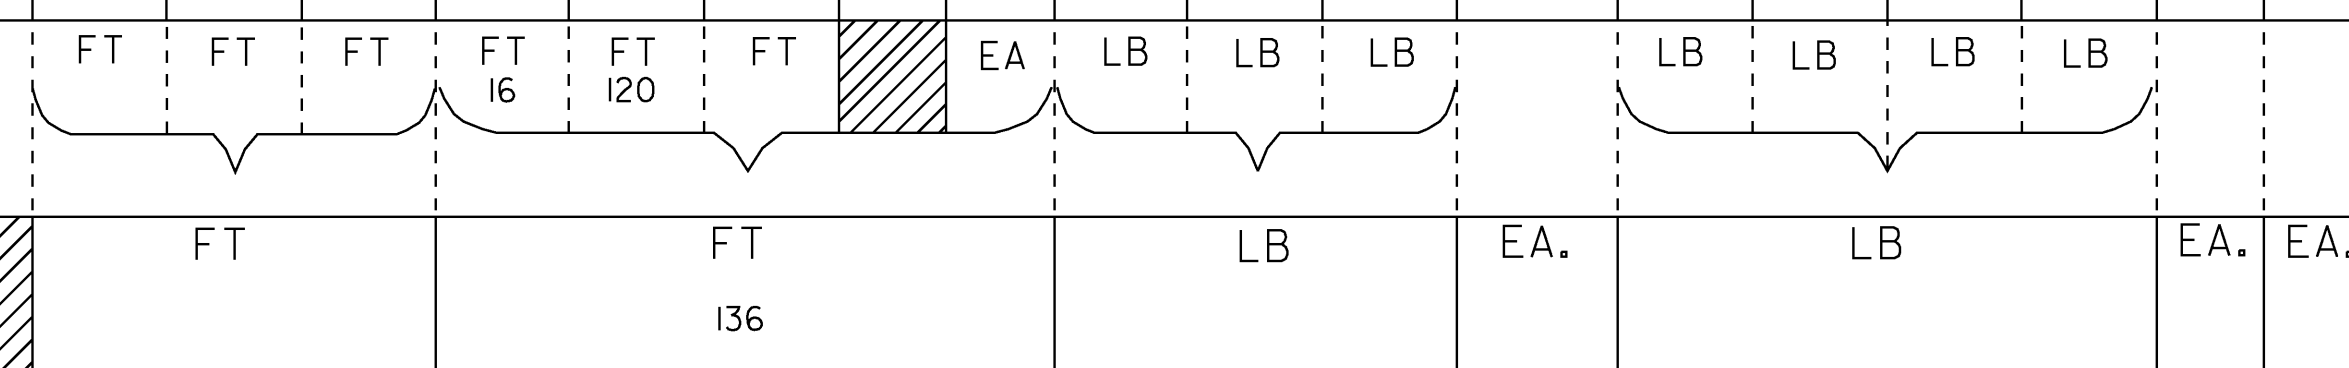 FT FT FT FT FT FT EA LB LB LB LB LB LB LB
16 120
FT FT LB EA. LB EA. EA.
136